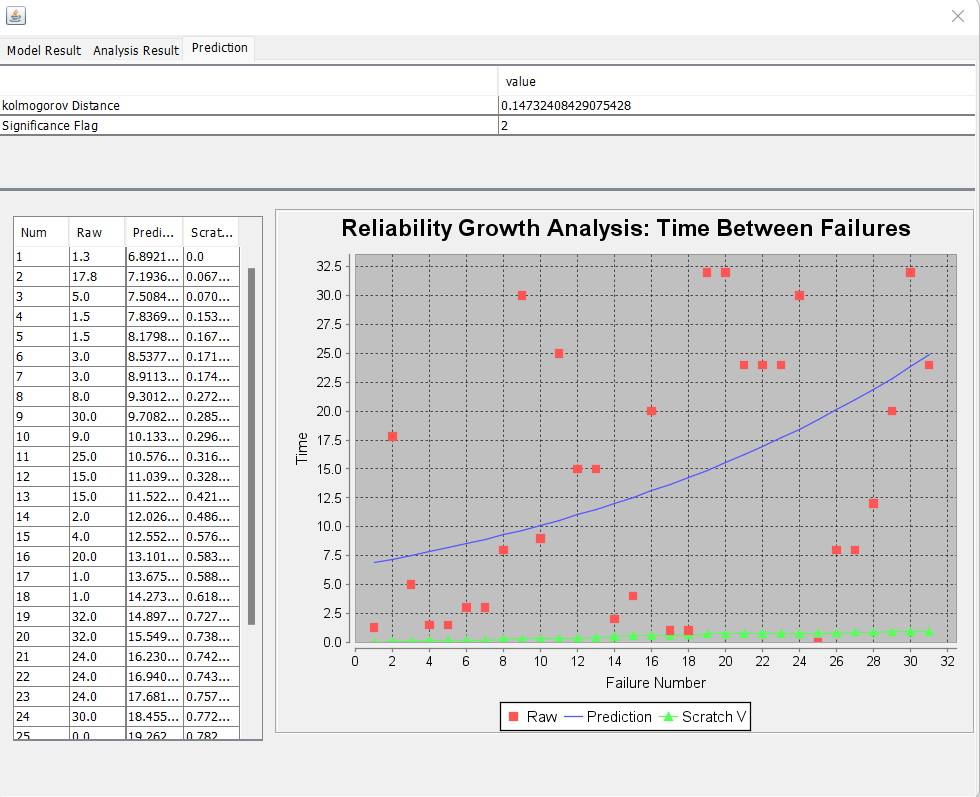 Model Result Analysis Result Prediction
value
kolmogorov Distance 0.14732408429075428
Significance Flag 2
Num Raw Predi... Scrat...
1 1.3 6.8921... 0.0
2 17.8 7.1936... 0.067...
3 5.0 7.5084... 0.070...
4 1.5 7.8369... 0.153...
5 1.5 8.1798... 0.167...
6 3.0 8.5377... 0.171...
7 3.0 8.9113... 0.174...
8 8.0 9.3012... 0.272...
9 30.0 9.7082... 0.285...
10 9.0 10.133... 0.296...
11 25.0 10.576... 0.316...
12 15.0 11.039... 0.328...
13 15.0 11.522... 0.421...
14 2.0 12.026... 0.486...
15 4.0 12.552... 0.576...
16 20.0 13.101... 0.583...
17 1.0 13.675... 0.588...
18 1.0 14.273... 0.618...
19 32.0 14.897... 0.727...
20 32.0 15.549... 0.738...
21 24.0 16.230... 0.742...
22 24.0 16.940... 0.743...
23 24.0 17.681... 0.757...
24 30.0 18.455... 0.772...
25 0.0 19.262... 0.782...
Reliability Growth Analysis: Time Between Failures
32.5
30.0
27.5
25.0
22.5
20.0
17.5
15.0
12.5
10.0
7.5
5.0
2.5
0.0
Time
0 2 4 6 8 10 12 14 16 18 20 22 24 26 28 30 32
Failure Number
Raw Prediction Scratch V